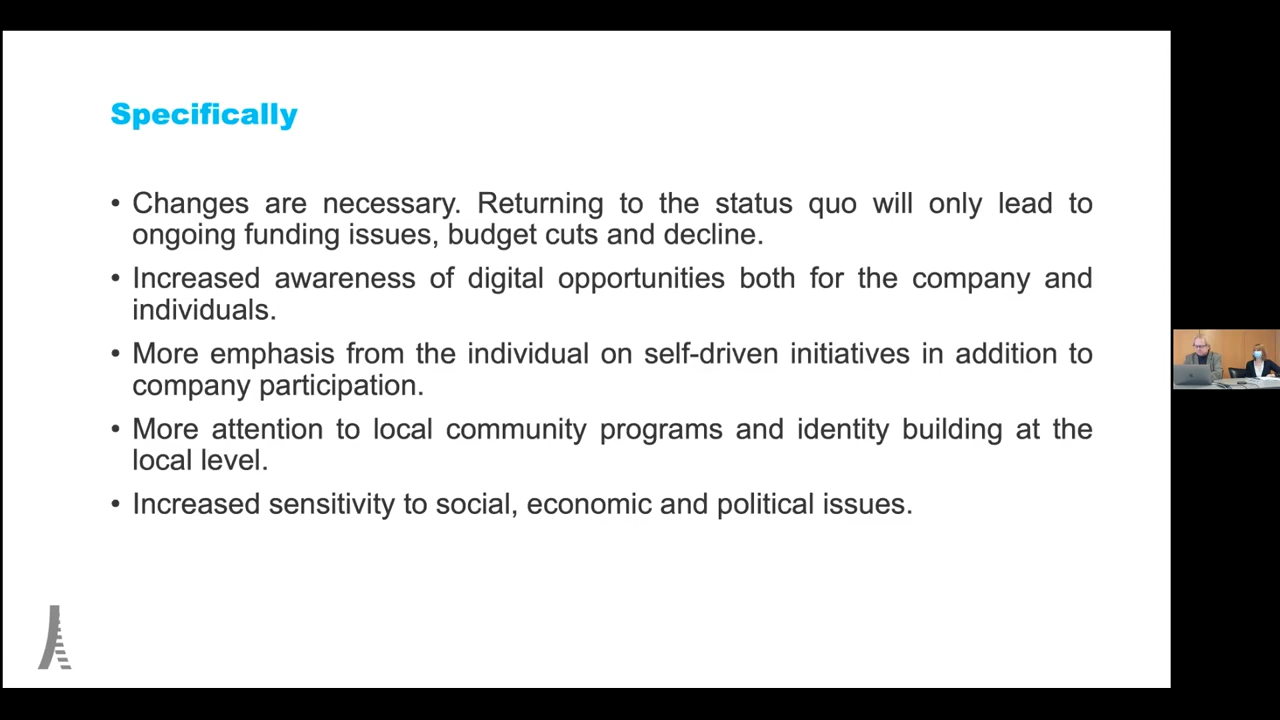 Specifically
• Changes are necessary. Returning to the status quo will only lead to
ongoing funding issues, budget cuts and decline.
• Increased awareness of digital opportunities both for the company and
individuals.
• More emphasis from the individual on self-driven initiatives in addition to
company participation.
• More attention to local community programs and identity building at the
local level.
• Increased sensitivity to social, economic and political issues.